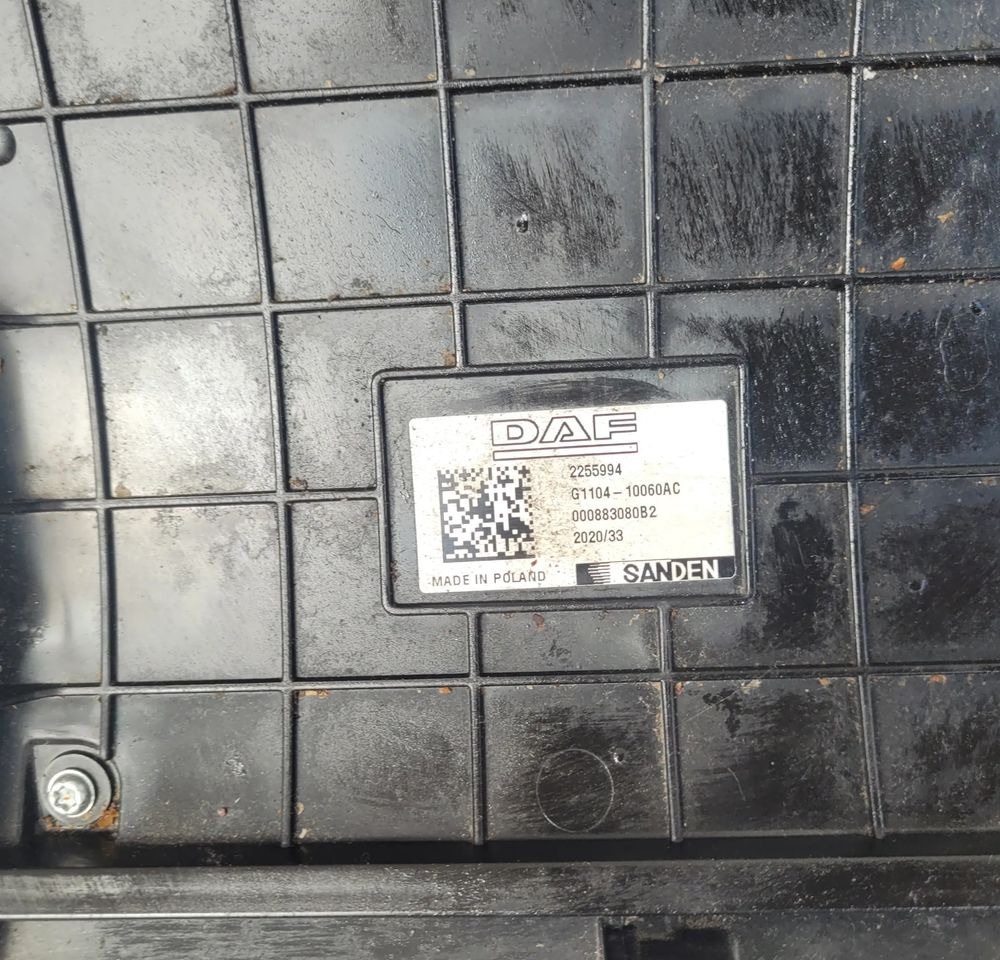 DAF
2255994
G1104-10060AC
000883080B2
2020/33
MADE IN POLAND
SANDEN